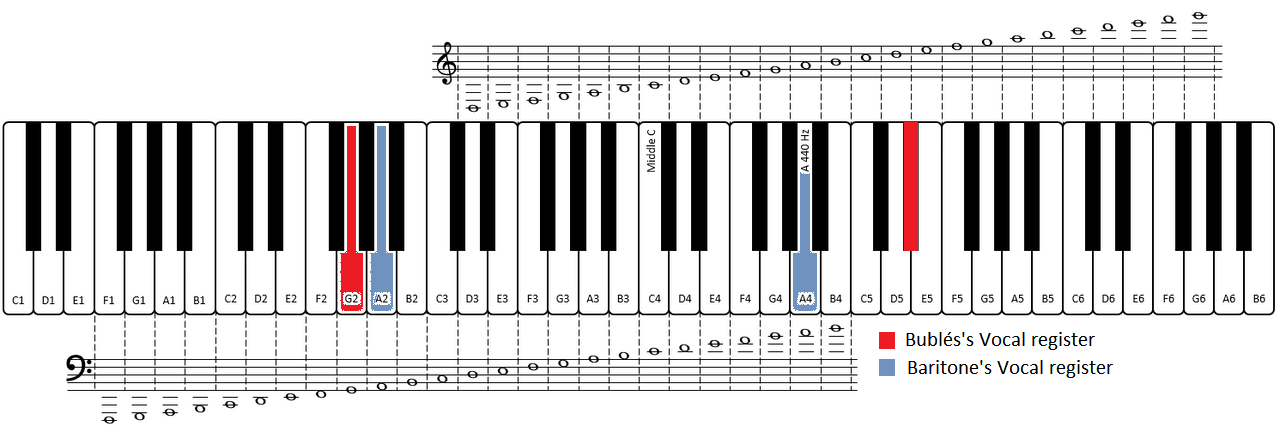 Middle C
A 440 Hz
C1 D1 E1 F1 G1 A1 B1 C2 D2 E2 F2 G2 A2 B2 C3 D3 E3 F3 G3 A3 B3 C4 D4 E4 F4 G4 A4 B4 C5 D5 E5 F5 G5 A5 B5 C6 D6 E6 F6 G6 A6 B6
Bublés's Vocal register
Baritone's Vocal register